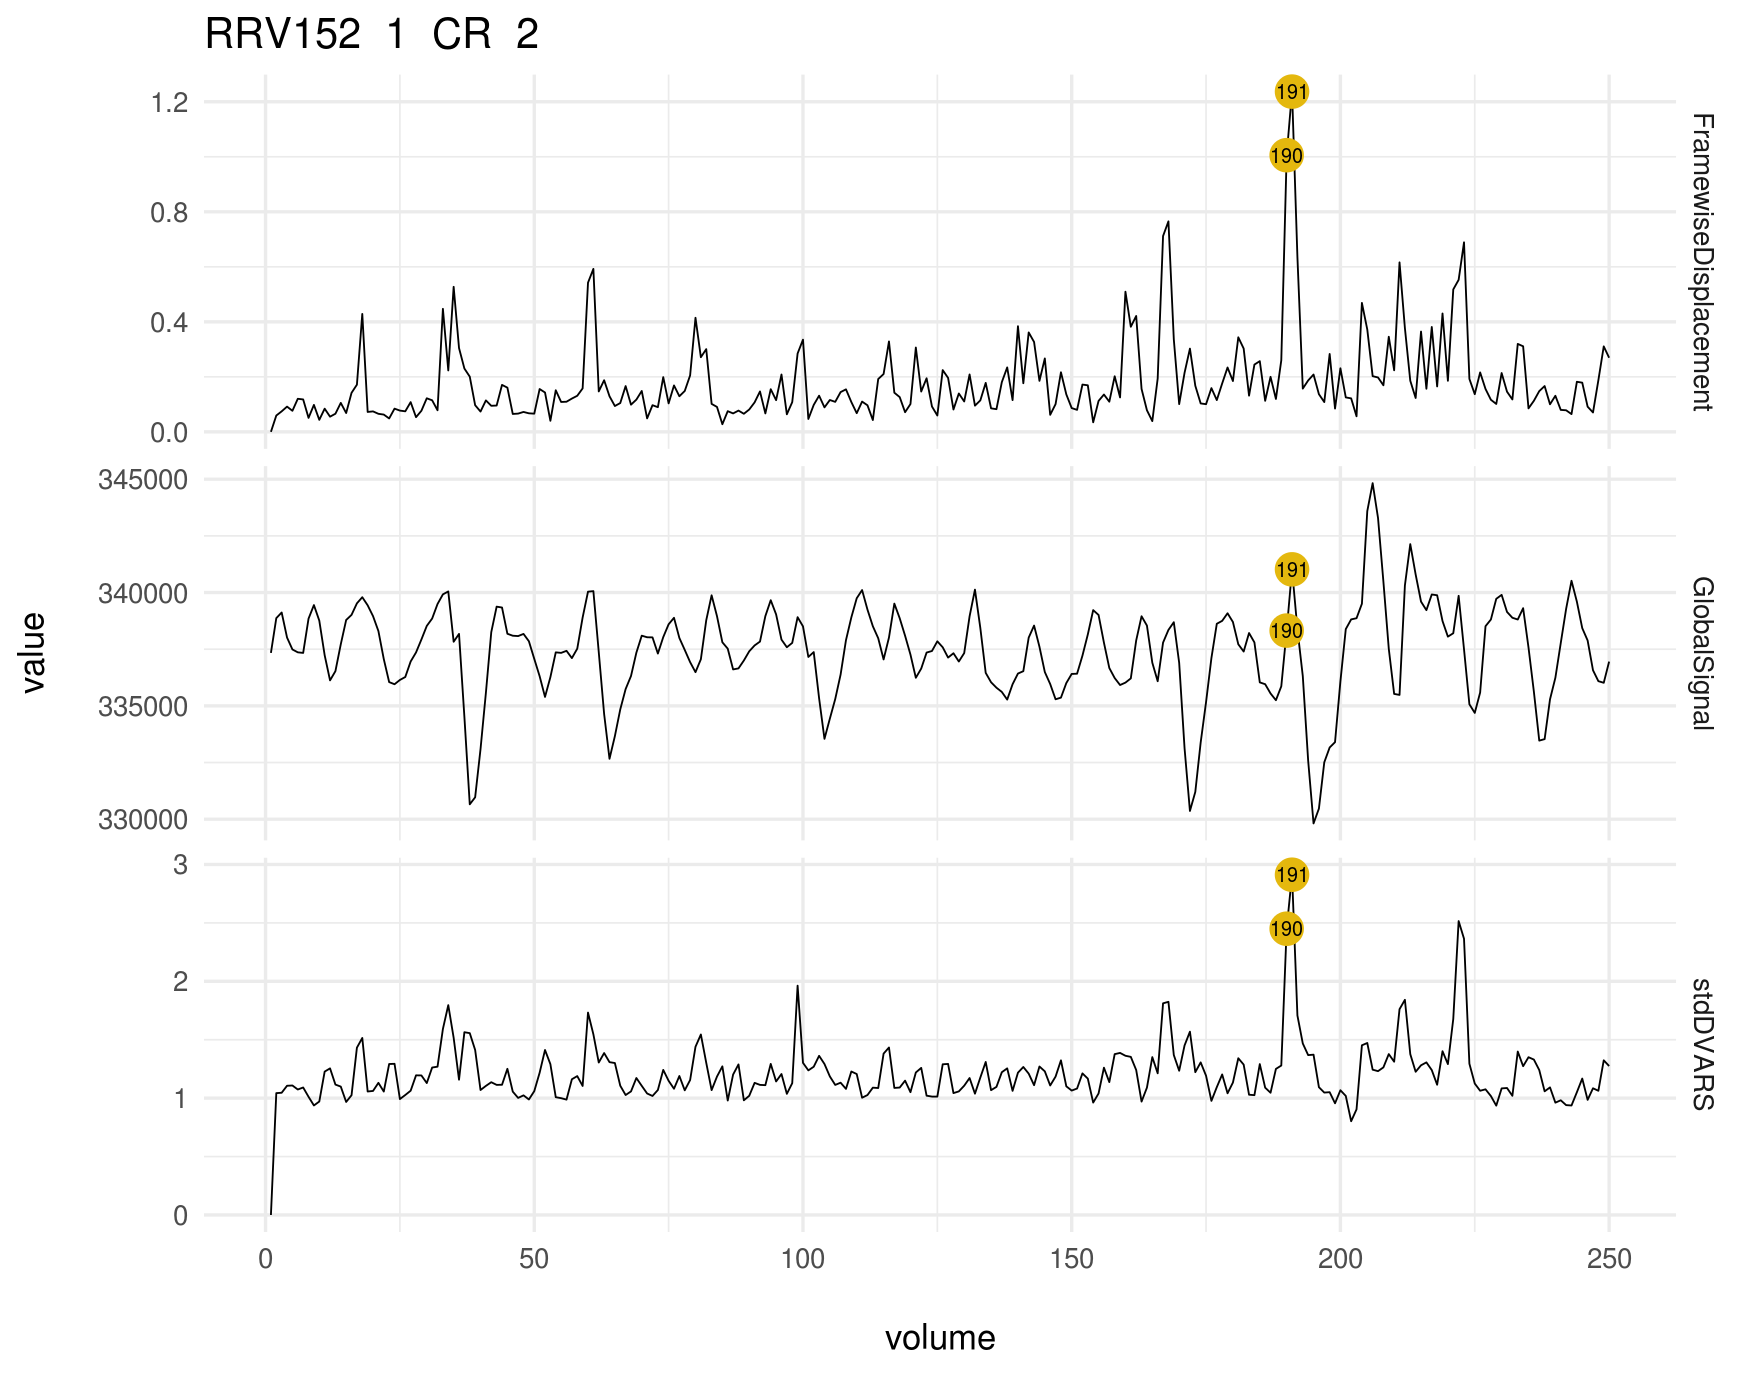 RRV152 1 CR 2
value
1.2
0.8
0.4
0.0
191
190
FramewiseDisplacement
345000
340000
335000
330000
191
190
GlobalSignal
3
2
1
0
191
190
stdDVARS
0 50 100 150 200 250
volume